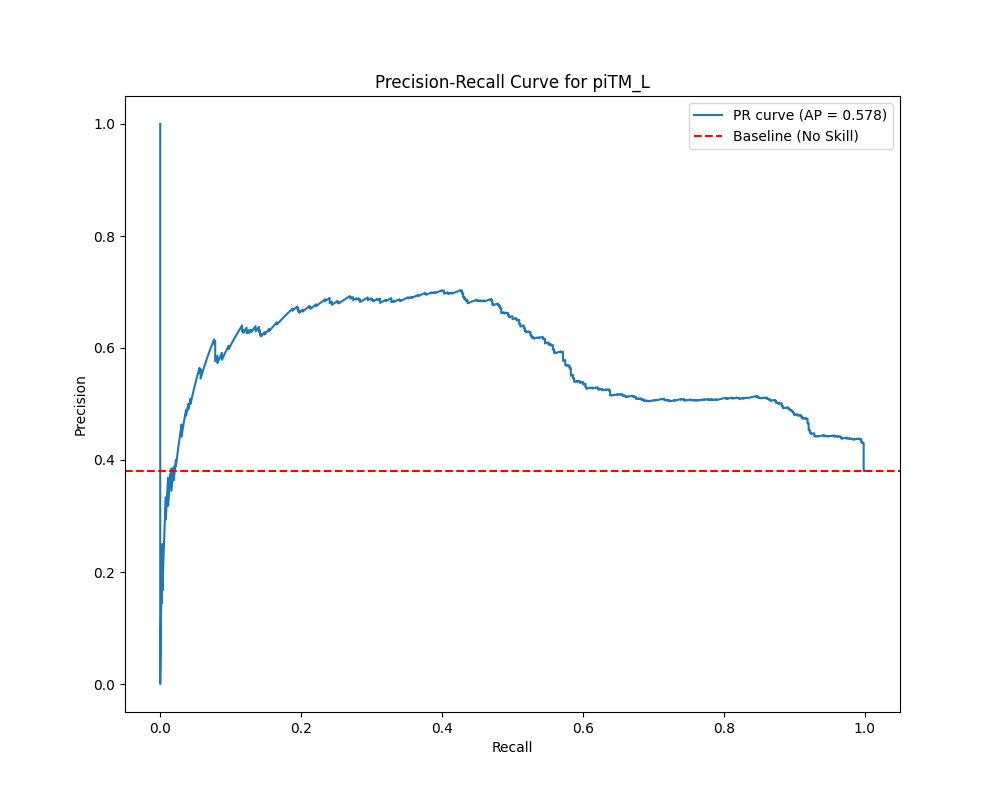 Precision-Recall Curve for piTM_L
PR curve (AP = 0.578)
Baseline (No Skill)
1.0
0.8
0.6
0.4
0.2
0.0
Precision
0.0 0.2 0.4 0.6 0.8 1.0
Recall